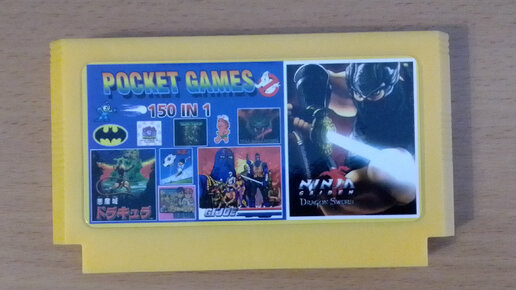 POCKET GAMES
150 IN 1
悪魔城
ドラキュラ
G.I.JOE
NINJA
GAIDEN
DRAGON SWORD